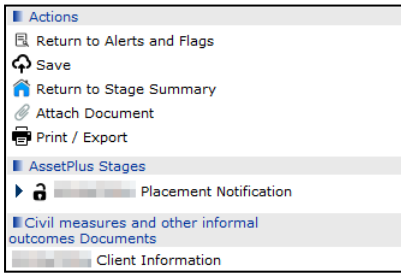 Actions
Return to Alerts and Flags
Save
Return to Stage Summary
Attach Document
Print / Export
AssetPlus Stages
Placement Notification
Civil measures and other informal
outcomes Documents
Client Information